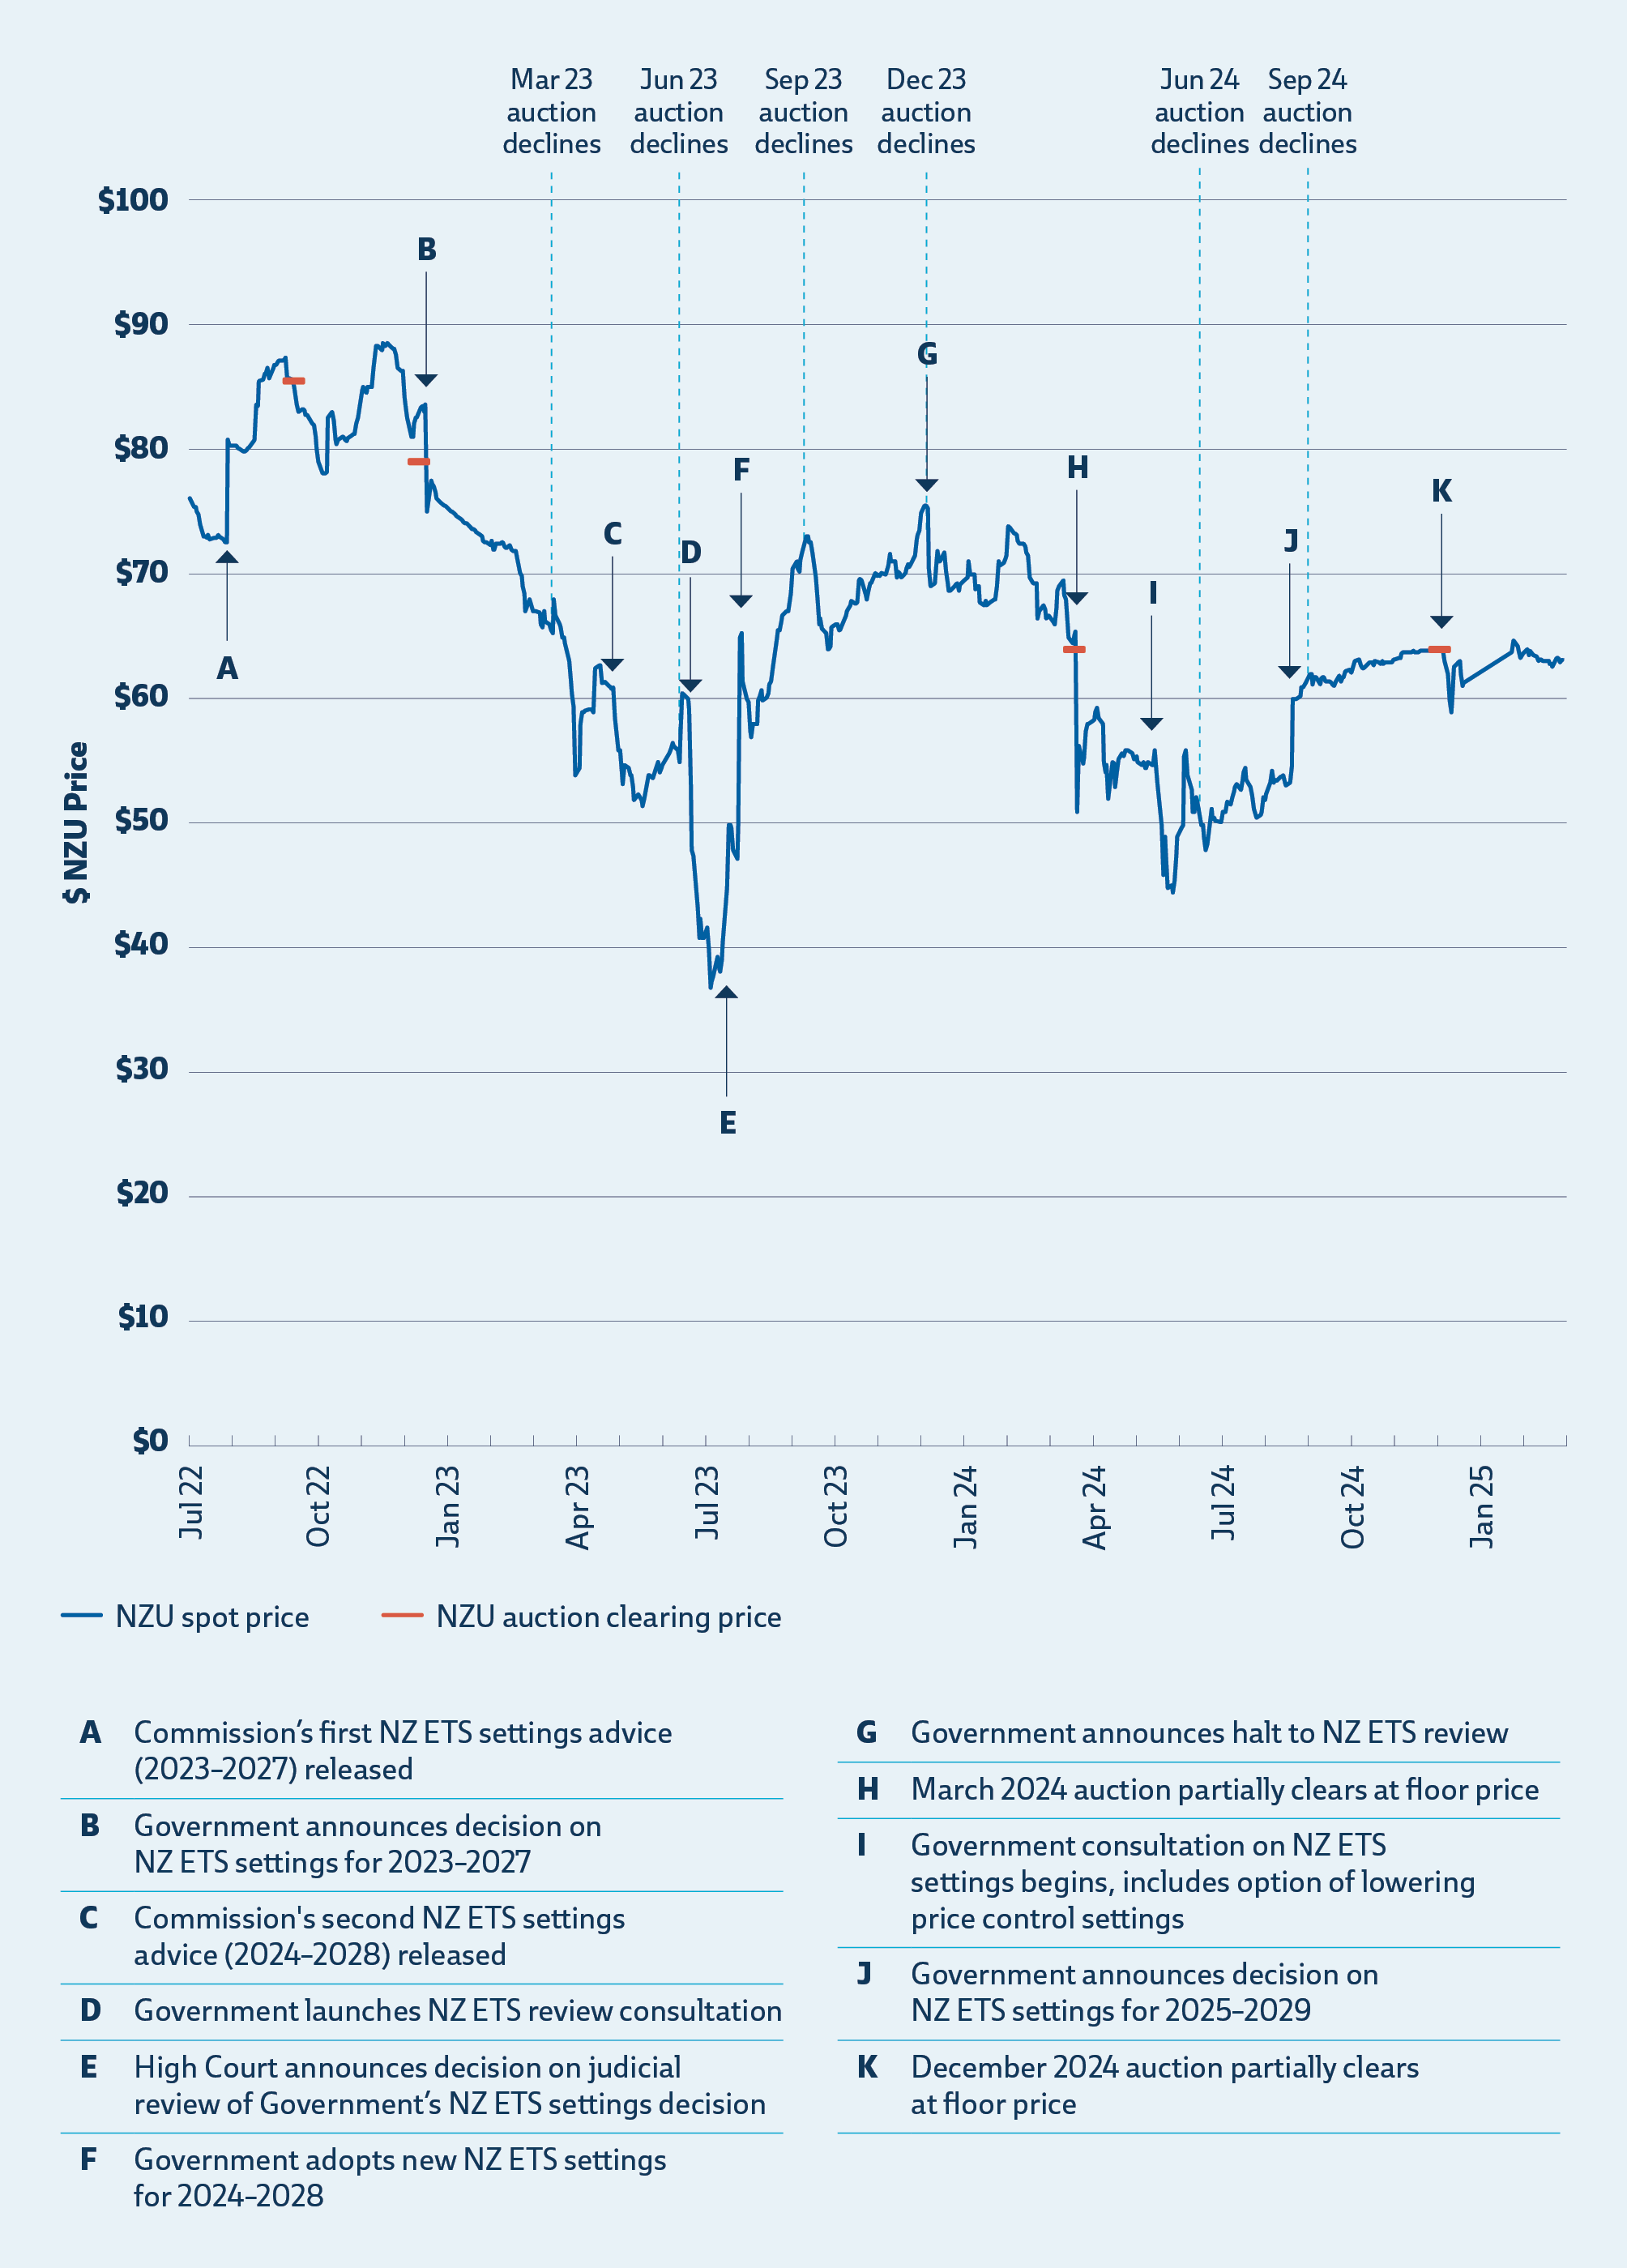 Mar 23
auction
declines
Jun 23
auction
declines
Sep 23
auction
declines
Dec 23
auction
declines
Jun 24
auction
declines
Sep 24
auction
declines
$100
$90
$80
$70
$60
$50
$40
$30
$20
$10
$0
$ NZU Price
A
B
C
D
E
F
G
H
I
J
K
Jul 22
Oct 22
Jan 23
Apr 23
Jul 23
Oct 23
Jan 24
Apr 24
Jul 24
Oct 24
Jan 25
NZU spot price
NZU auction clearing price
A Commission’s first NZ ETS settings advice
(2023–2027) released
B Government announces decision on
NZ ETS settings for 2023–2027
C Commission's second NZ ETS settings
advice (2024–2028) released
D Government launches NZ ETS review consultation
E High Court announces decision on judicial
review of Government’s NZ ETS settings decision
F Government adopts new NZ ETS settings
for 2024–2028
G Government announces halt to NZ ETS review
H March 2024 auction partially clears at floor price
I Government consultation on NZ ETS
settings begins, includes option of lowering
price control settings
J Government announces decision on
NZ ETS settings for 2025–2029
K December 2024 auction partially clears
at floor price